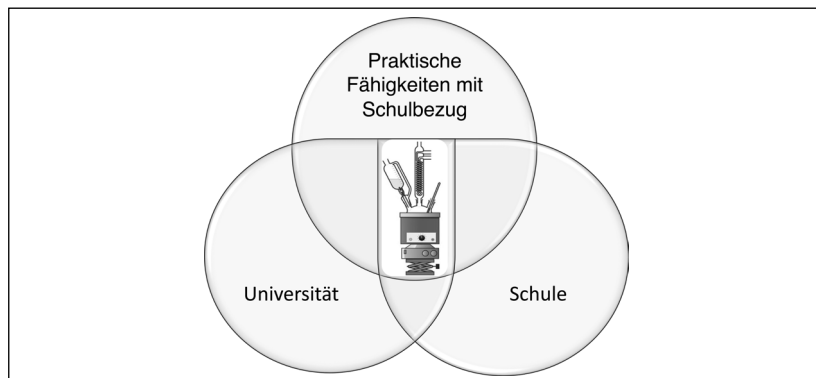 Praktische
Fähigkeiten mit
Schulbezug
Universität
Schule